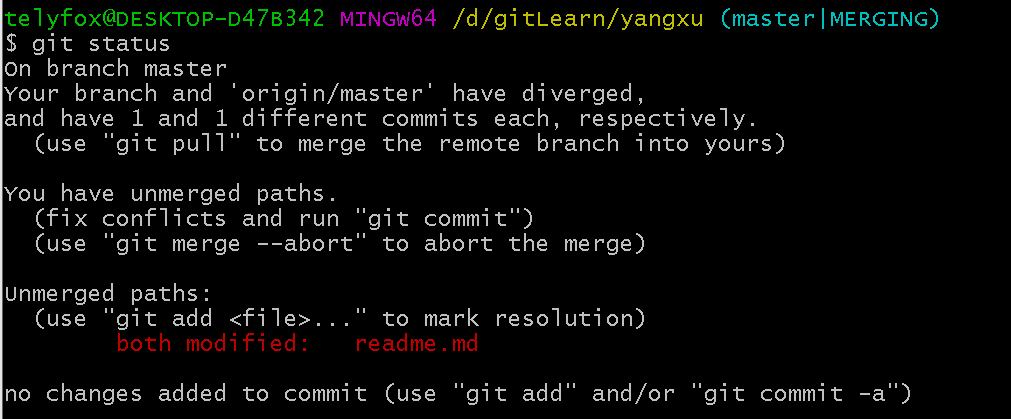 telyfox@DESKTOP-D47B342 MINGW64 /d/gitLearn/yangxu (master|MERGING)
$ git status
On branch master
Your branch and 'origin/master' have diverged,
and have 1 and 1 different commits each, respectively.
  (use "git pull" to merge the remote branch into yours)

You have unmerged paths.
  (fix conflicts and run "git commit")
  (use "git merge --abort" to abort the merge)

Unmerged paths:
  (use "git add <file>..." to mark resolution)
        both modified:   readme.md

no changes added to commit (use "git add" and/or "git commit -a")